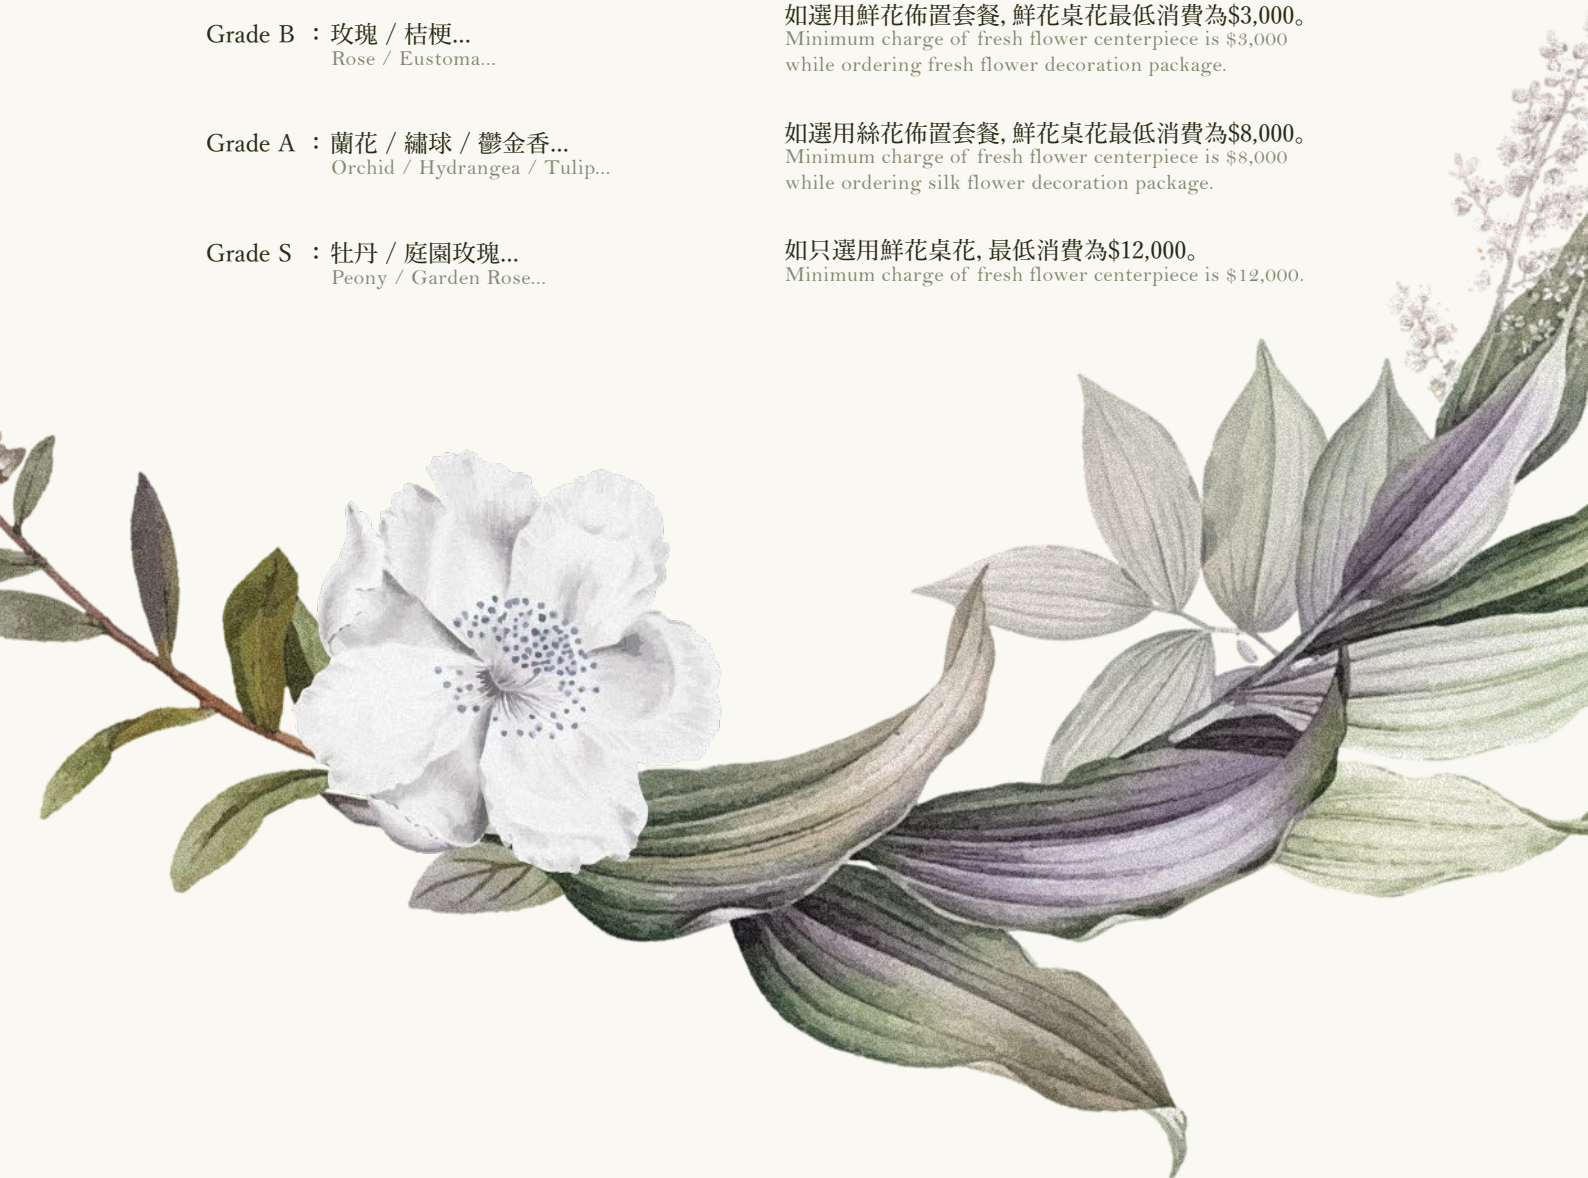 Grade B ：玫瑰 / 桔梗...
Rose / Eustoma...
Grade A ：蘭花 / 繡球 / 鬱金香...
Orchid / Hydrangea / Tulip...
Grade S ：牡丹 / 庭園玫瑰...
Peony / Garden Rose...
如選用鮮花佈置套餐, 鮮花桌花最低消費為$3,000。
Minimum charge of fresh flower centerpiece is $3,000
while ordering fresh flower decoration package.
如選用絲花佈置套餐, 鮮花桌花最低消費為$8,000。
Minimum charge of fresh flower centerpiece is $8,000
while ordering silk flower decoration package.
如只選用鮮花桌花, 最低消費為$12,000。
Minimum charge of fresh flower centerpiece is $12,000.